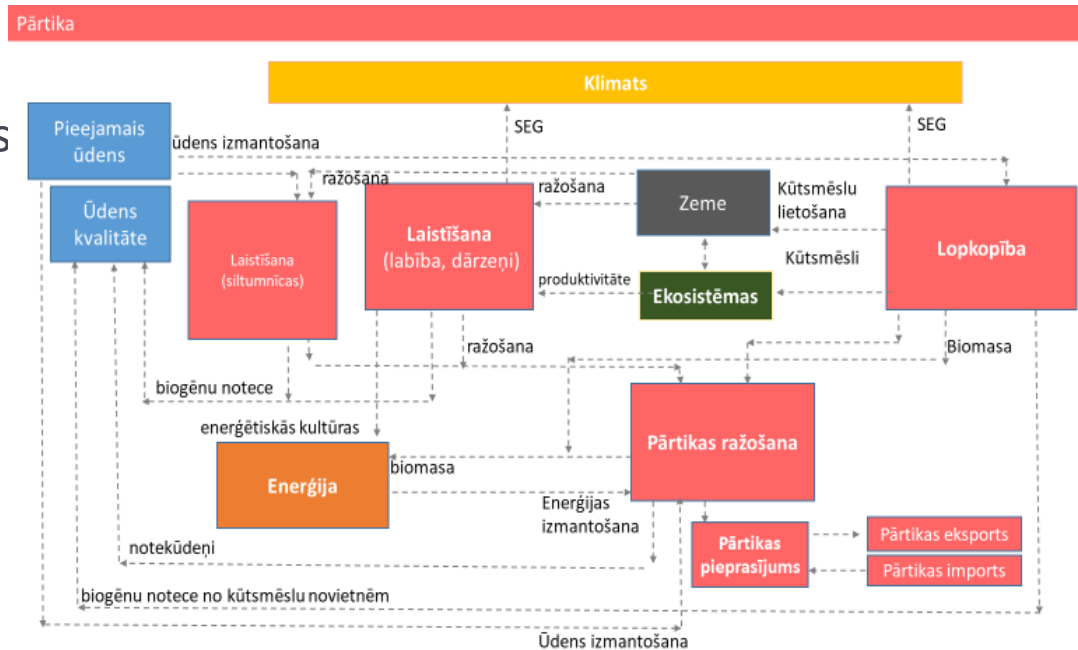 Pārtika
Klimats
s
Pieejamais
ūdens
ūdens izmantošana
SEG
SEG
ražošana
ražošana
Zeme
Kūtsmēslu
lietošana
Ūdens
kvalitāte
Laistīšana
(siltumnīcas)
Laistīšana
(labība, dārzeņi)
Lopkopība
Kūtsmēsli
produktivitāte
Ekosistēmas
ražošana
Biomasa
biogēnu notece
enerģētiskās kultūras
Pārtikas ražošana
biomasa
Enerģija
Enerģijas
izmantošana
notekūdeņi
Pārtikas
pieprasījums
Pārtikas eksports
Pārtikas imports
biogēnu notece no kūtsmēslu novietnēm
Ūdens izmantošana